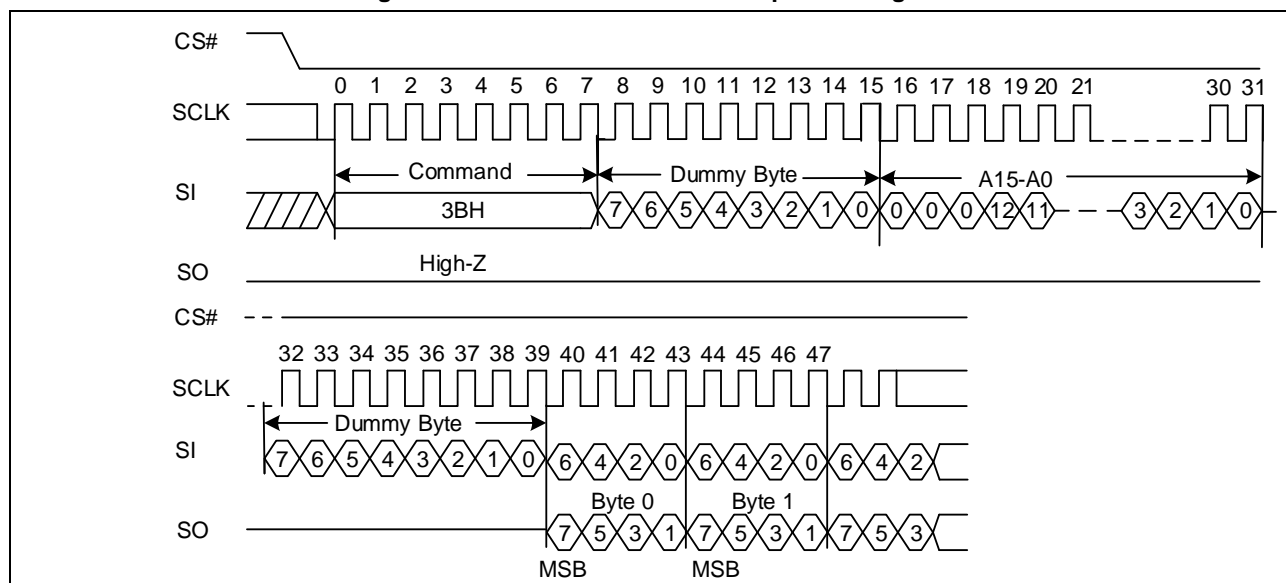 CS#
0 1 2 3 4 5 6 7 8 9 10 11 12 13 14 15 16 17 18 19 20 21 30 31
SCLK
Command Dummy Byte A15-A0
SI
3BH 7 6 5 4 3 2 1 0 0 0 0 12 11 3 2 1 0
High-Z
SO
CS#
32 33 34 35 36 37 38 39 40 41 42 43 44 45 46 47
SCLK
Dummy Byte
SI
7 6 5 4 3 2 1 0 6 4 2 0 6 4 2 0 6 4 2
Byte 0 Byte 1
SO
7 5 3 1 7 5 3 1 7 5 3
MSB MSB